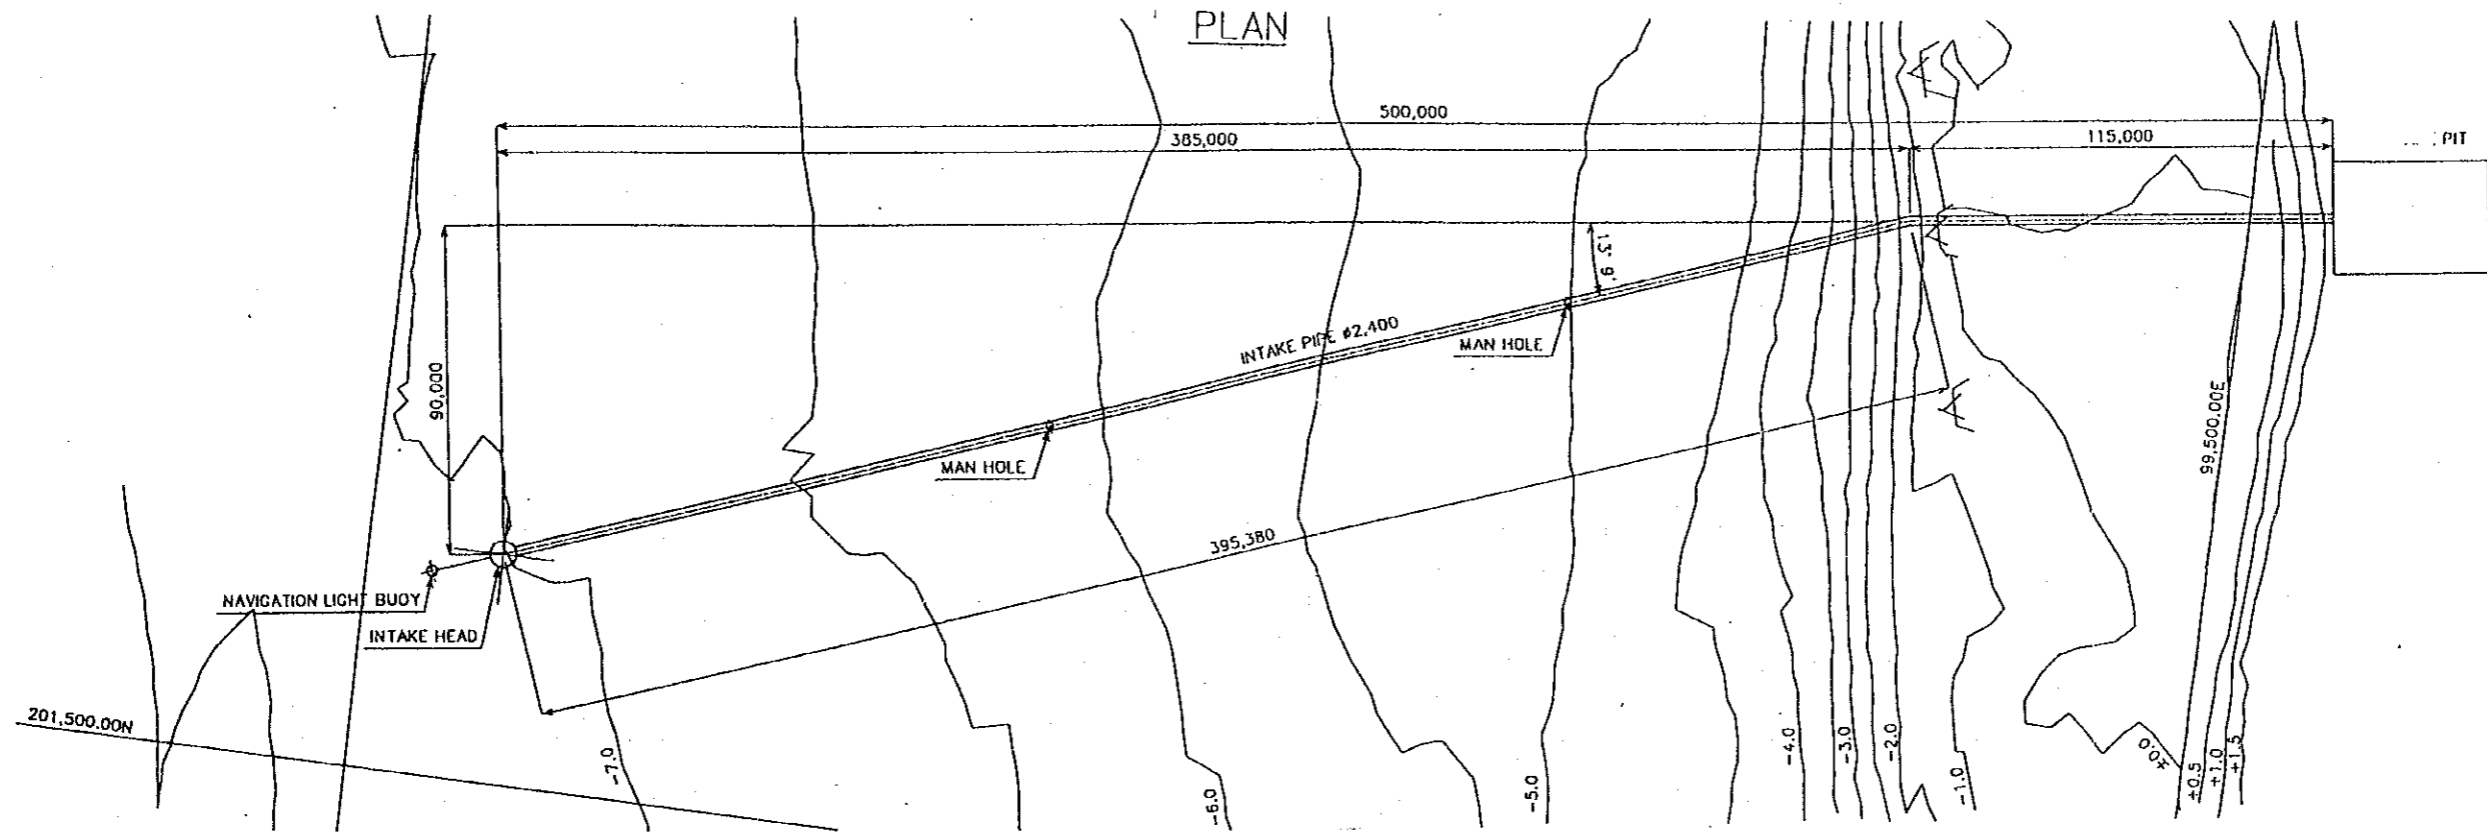 PLAN
500,000
385,000
115,000
PIT
13° 9'
90,000
INTAKE PIPE ø2,400
MAN HOLE
MAN HOLE
99,500.00E
395,380
NAVIGATION LIGHT BUOY
INTAKE HEAD
201,500.00N
-7.0
-6.0
-5.0
-4.0
-3.0
-2.0
-1.0
±0.0
+0.5
+1.0
+1.5